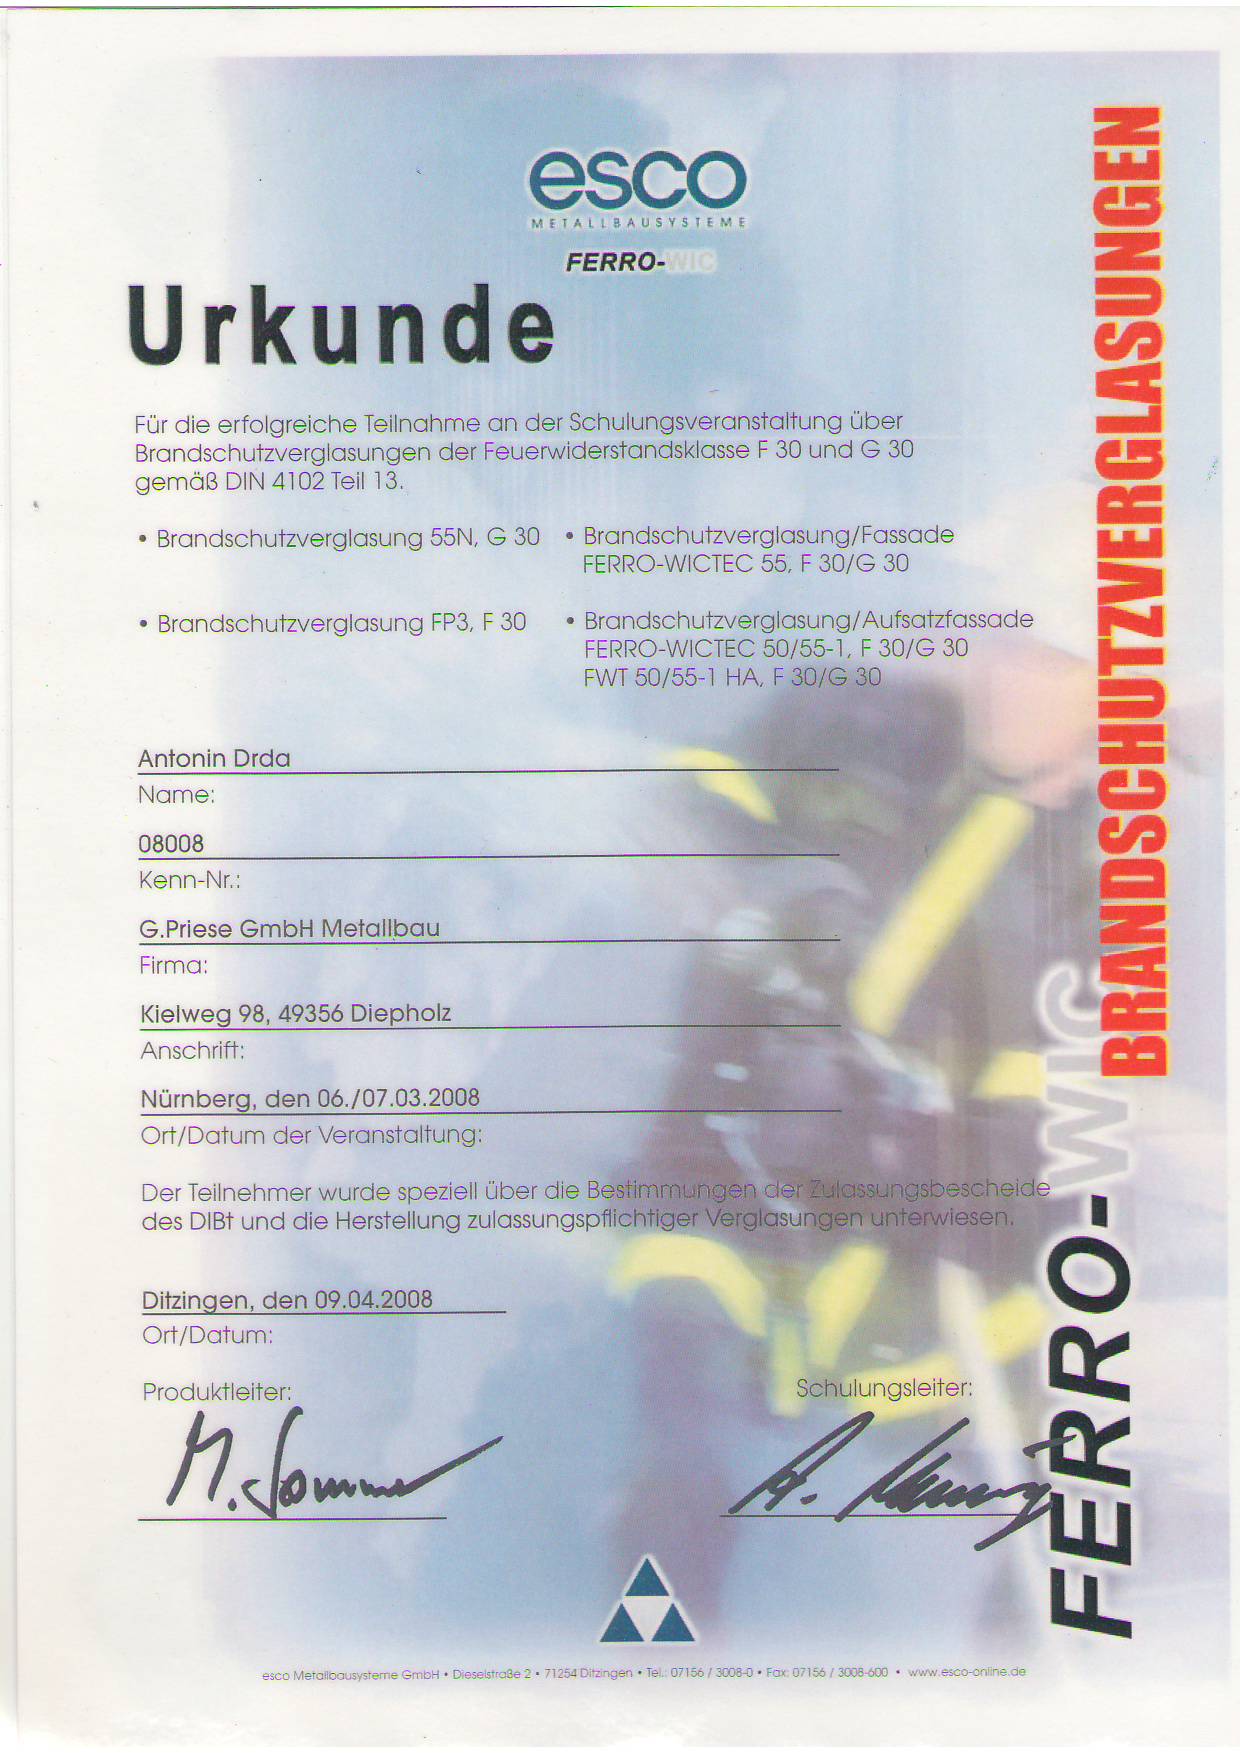 esco
METALLBAUSYSTEME
FERRO-WIC
Urkunde
Für die erfolgreiche Teilnahme an der Schulungsveranstaltung über
Brandschutzverglasungen der Feuerwiderstandsklasse F 30 und G 30
gemäß DIN 4102 Teil 13.
• Brandschutzverglasung 55N, G 30
• Brandschutzverglasung/Fassade
FERRO-WICTEC 55, F 30/G 30
• Brandschutzverglasung FP3, F 30
• Brandschutzverglasung/Aufsatzfassade
FERRO-WICTEC 50/55-1, F 30/G 30
FWT 50/55-1 HA, F 30/G 30
Antonin Drda
Name:
08008
Kenn-Nr.:
G.Priese GmbH Metallbau
Firma:
Kielweg 98, 49356 Diepholz
Anschrift:
Nürnberg, den 06./07.03.2008
Ort/Datum der Veranstaltung:
Der Teilnehmer wurde speziell über die Bestimmungen der Zulassungsbescheide
des DIBt und die Herstellung zulassungspflichtiger Verglasungen unterwiesen.
Ditzingen, den 09.04.2008
Ort/Datum:
Produktleiter:
Schulungsleiter:
M. Sommer
esco Metallbausysteme GmbH • Dieselstraße 2 • 71254 Ditzingen • Tel.: 07156 / 3008-0 • Fax: 07156 / 3008-600 • www.esco-online.de
FERRO-WIC
BRANDSCHUTZVERGLASUNGEN